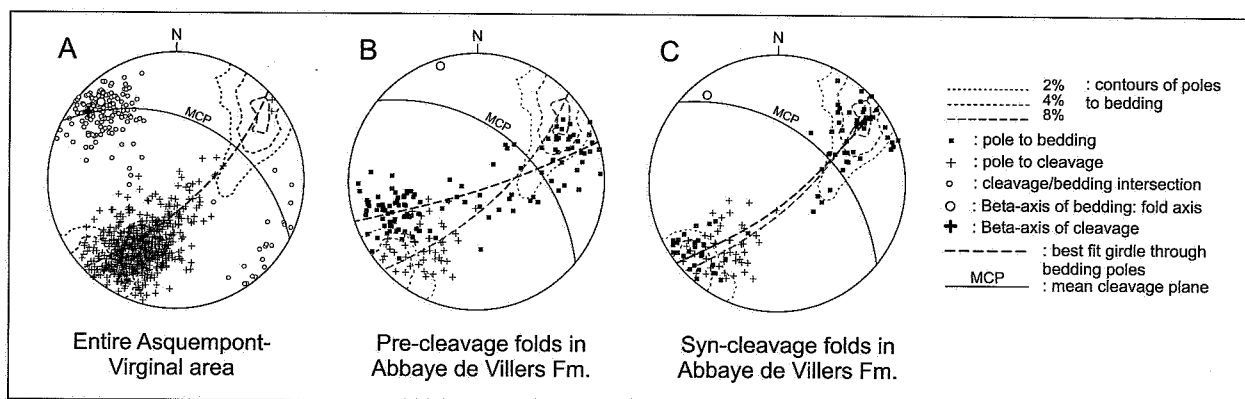 A
N
MCP
Entire Asquempont-
Virginal area
B
N
MCP
Pre-cleavage folds in
Abbaye de Villers Fm.
C
N
MCP
Syn-cleavage folds in
Abbaye de Villers Fm.
2% : contours of poles
4% to bedding
8%
: pole to bedding
: pole to cleavage
: cleavage/bedding intersection
: Beta-axis of bedding: fold axis
: Beta-axis of cleavage
: best fit girdle through
bedding poles
MCP : mean cleavage plane